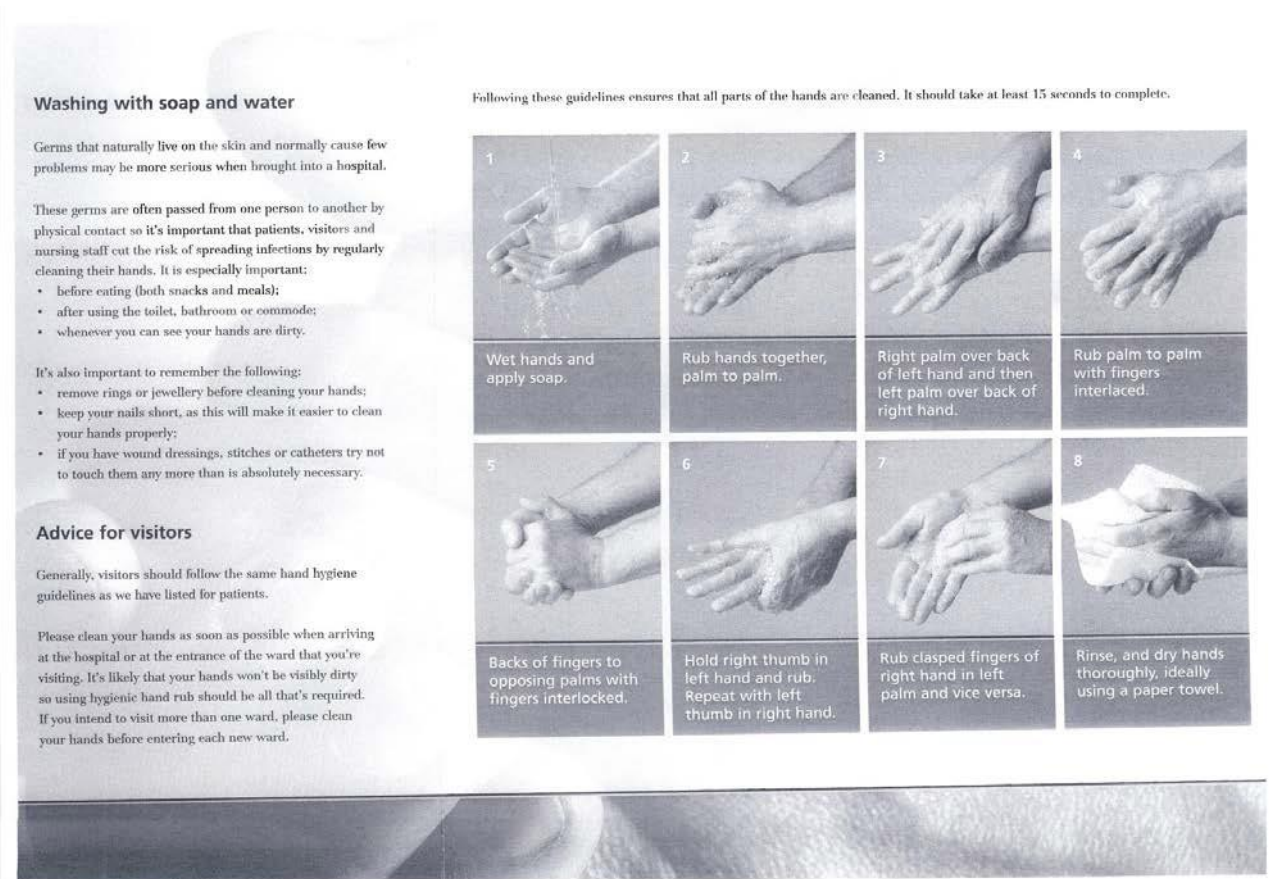 Washing with soap and water
Germs that naturally live on the skin and normally cause few
problems may be more serious when brought into a hospital.
These germs are often passed from one person to another by
physical contact so it's important that patients, visitors and
nursing staff cut the risk of spreading infections by regularly
cleaning their hands. It is especially important:
• before eating (both snacks and meals);
• after using the toilet, bathroom or commode;
• whenever you can see your hands are dirty.
It's also important to remember the following:
• remove rings or jewellery before cleaning your hands;
• keep your nails short, as this will make it easier to clean
your hands properly;
• if you have wound dressings, stitches or catheters try not
to touch them any more than is absolutely necessary.
Advice for visitors
Generally, visitors should follow the same hand hygiene
guidelines as we have listed for patients.
Please clean your hands as soon as possible when arriving
at the hospital or at the entrance of the ward that you're
visiting. It's likely that your hands won't be visibly dirty
so using hygienic hand rub should be all that's required.
If you intend to visit more than one ward, please clean
your hands before entering each new ward.
Following these guidelines ensures that all parts of the hands are cleaned. It should take at least 15 seconds to complete.
1
Wet hands and
apply soap.
2
Rub hands together,
palm to palm.
3
Right palm over back
of left hand and then
left palm over back of
right hand.
4
Rub palm to palm
with fingers
interlaced.
5
Backs of fingers to
opposing palms with
fingers interlocked.
6
Hold right thumb in
left hand and rub.
Repeat with left
thumb in right hand.
7
Rub clasped fingers of
right hand in left
palm and vice versa.
8
Rinse, and dry hands
thoroughly, ideally
using a paper towel.